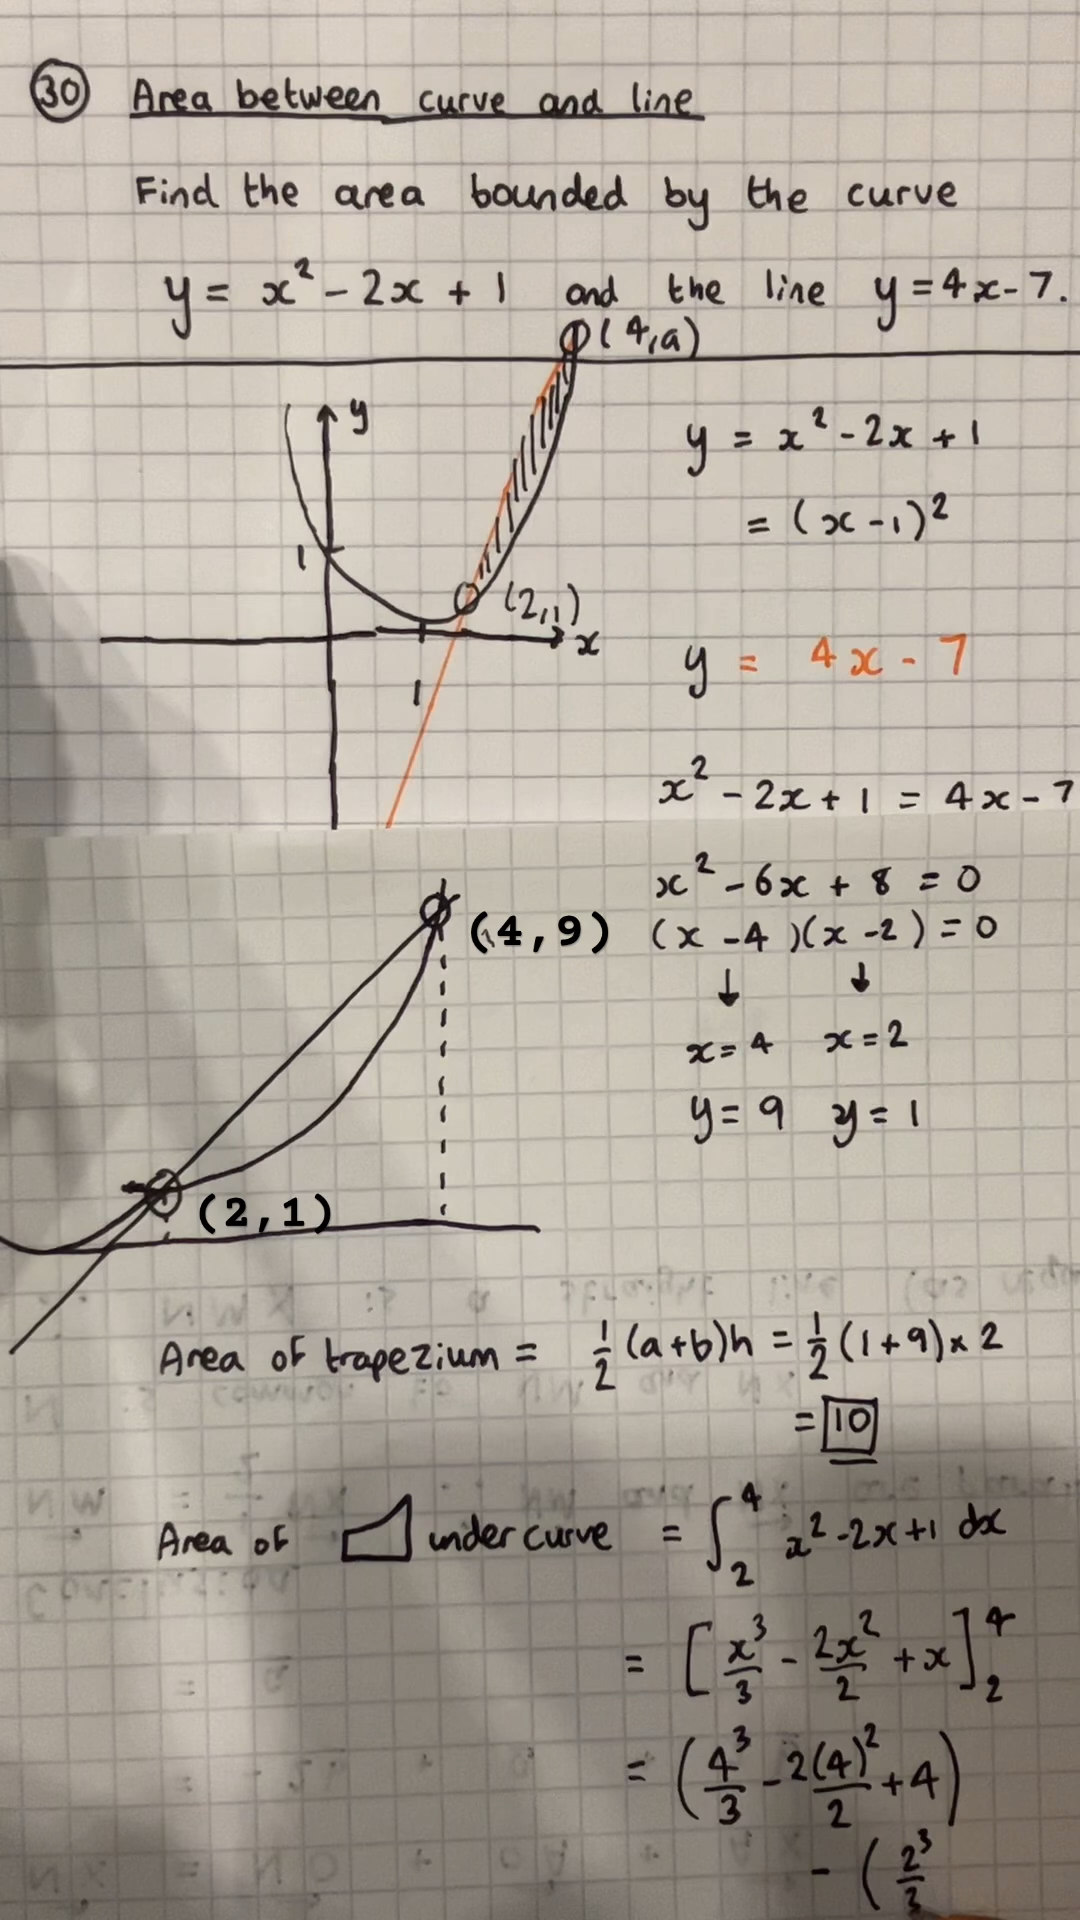 30 Area between curve and line
Find the area bounded by the curve
y = x² - 2x + 1 and the line y = 4x - 7.
(4,a)
y
y = x² - 2x + 1
= (x - 1)²
1
(2,1)
x
y = 4x - 7
1
x² - 2x + 1 = 4x - 7
x² - 6x + 8 = 0
(4,9)
(x - 4)(x - 2) = 0
↓ ↓
x = 4 x = 2
y = 9 y = 1
(2,1)
Area of trapezium = ½(a+b)h = ½(1+9)×2
= 10
Area of under curve = ∫₂⁴ x² - 2x + 1 dx
= [x³/3 - 2x²/2 + x]₂⁴
= (4³/3 - 2(4)²/2 + 4)
- (2³/3